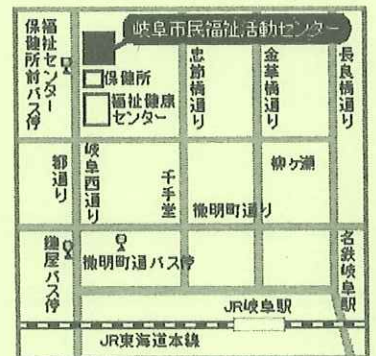 岐阜市民福祉活動センター
福祉センター
保健所前バス停
保健所
福祉健康
センター
忠節橋通り
金華橋通り
長良橋通り
都通り
岐阜西通り
千手堂
徹明町通り
柳ヶ瀬
鍵屋バス停
徹明町通バス停
名鉄岐阜駅
JR岐阜駅
JR東海道本線